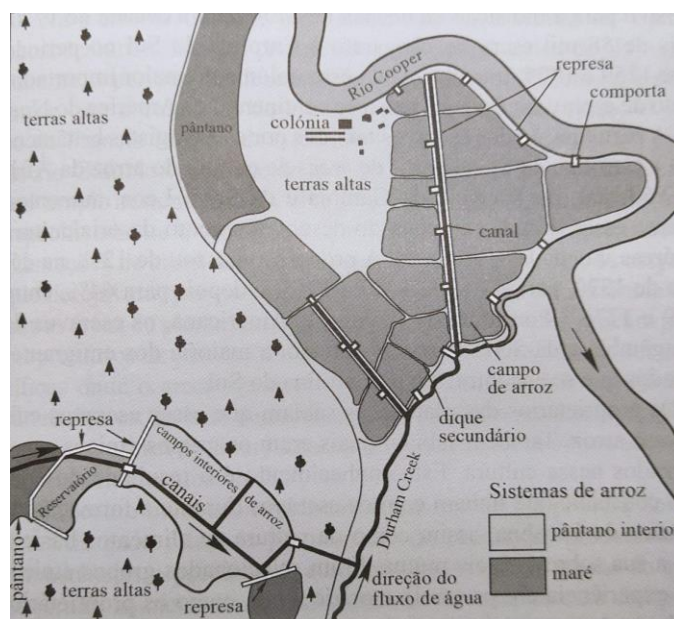 Rio Cooper
represa
comporta
terras altas
pântano
colónia
terras altas
canal
campo
de arroz
dique
secundário
represa
campos interiores
de arroz
Reservatório
canais
Durham Creek
Sistemas de arroz
pântano interior
maré
pântano
terras altas
represa
direção do
fluxo de água